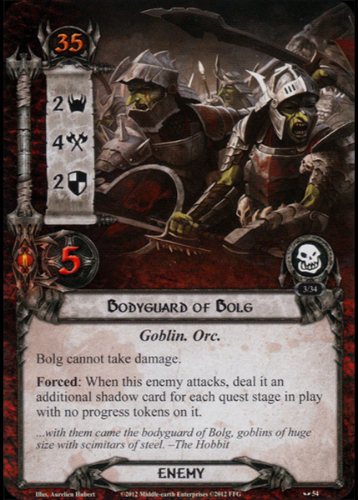 35
2
4
2
5
3/34
Bodyguard of Bolg
Goblin. Orc.
Bolg cannot take damage.
Forced: When this enemy attacks, deal it an
additional shadow card for each quest stage in play
with no progress tokens on it.
...with them came the bodyguard of Bolg, goblins of huge
size with scimitars of steel. –The Hobbit
ENEMY
Illus. Aurelien Hubert
©2012 Middle-earth Enterprises ©2012 FFG
54